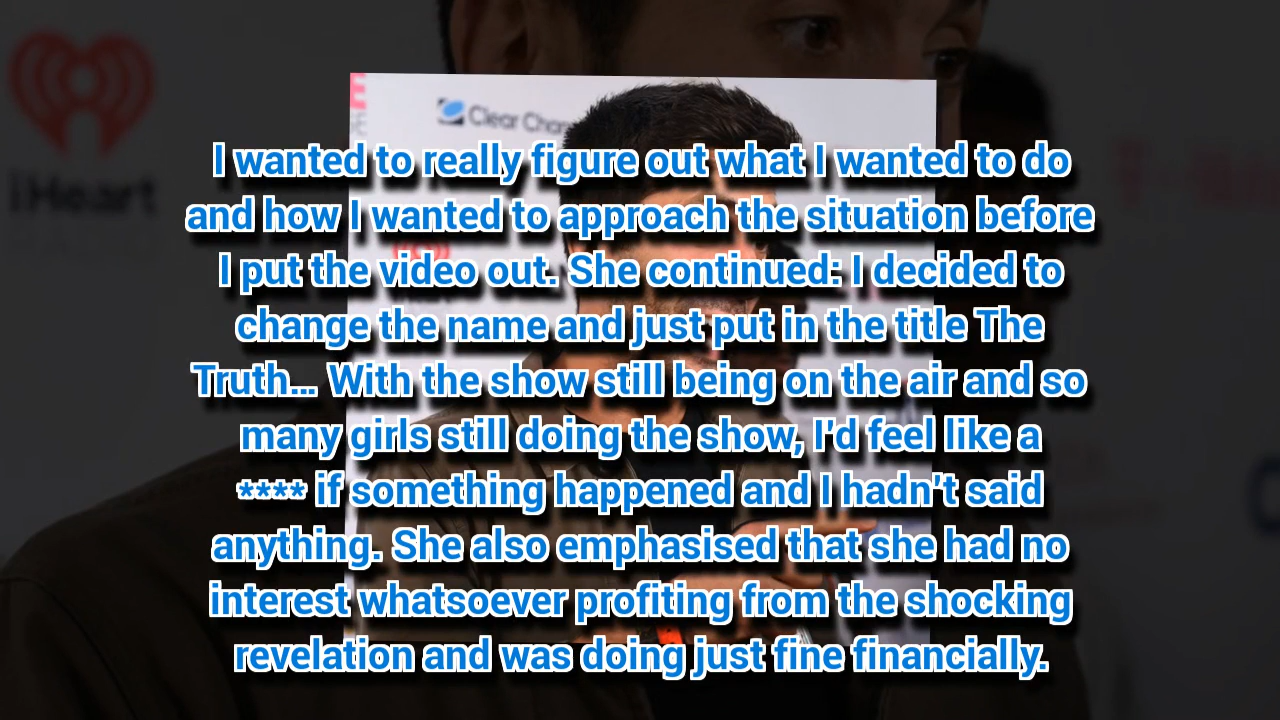 iHeart
Clear Chan
I wanted to really figure out what I wanted to do
and how I wanted to approach the situation before
I put the video out. She continued: I decided to
change the name and just put in the title The
Truth... With the show still being on the air and so
many girls still doing the show, I'd feel like a
**** if something happened and I hadn't said
anything. She also emphasised that she had no
interest whatsoever profiting from the shocking
revelation and was doing just fine financially.